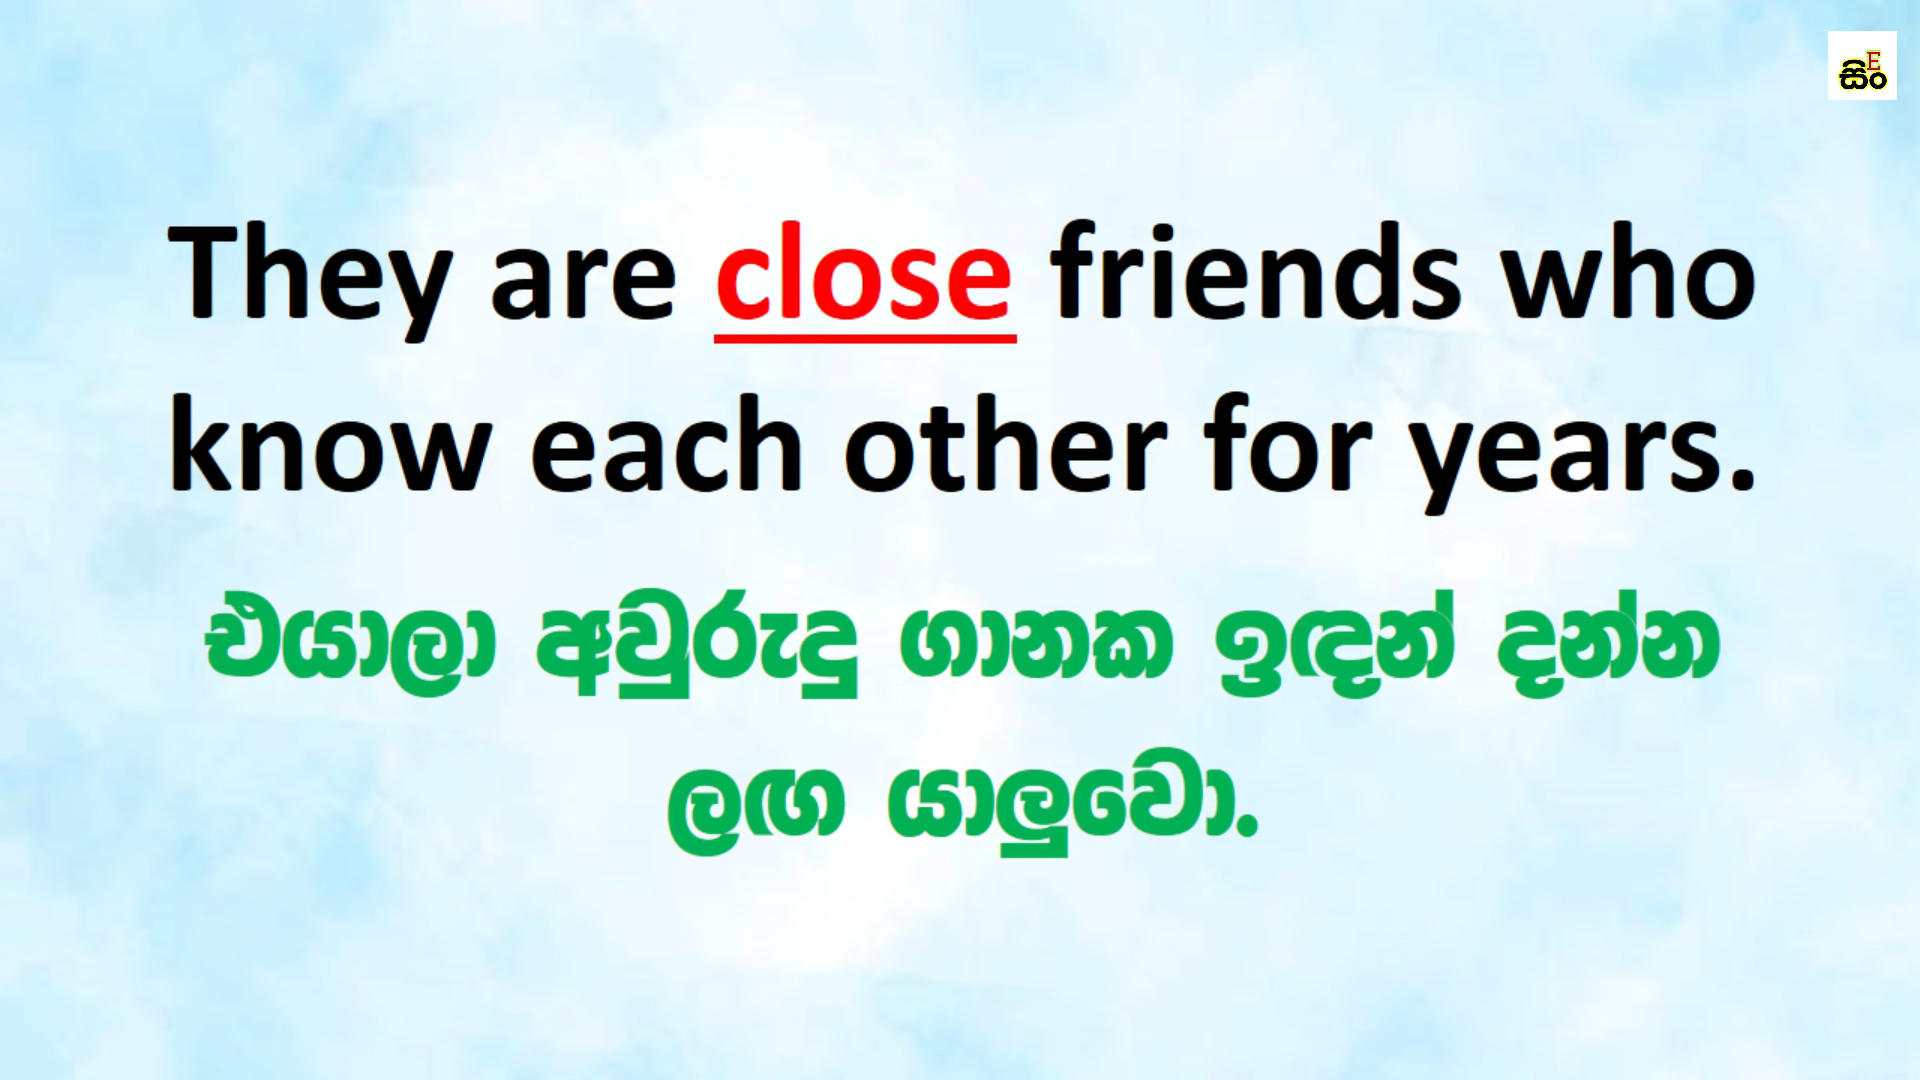 සිංE
They are close friends who
know each other for years.
එයාලා අවුරුදු ගානක ඉඳන් දන්න
ලඟ යාලුවො.